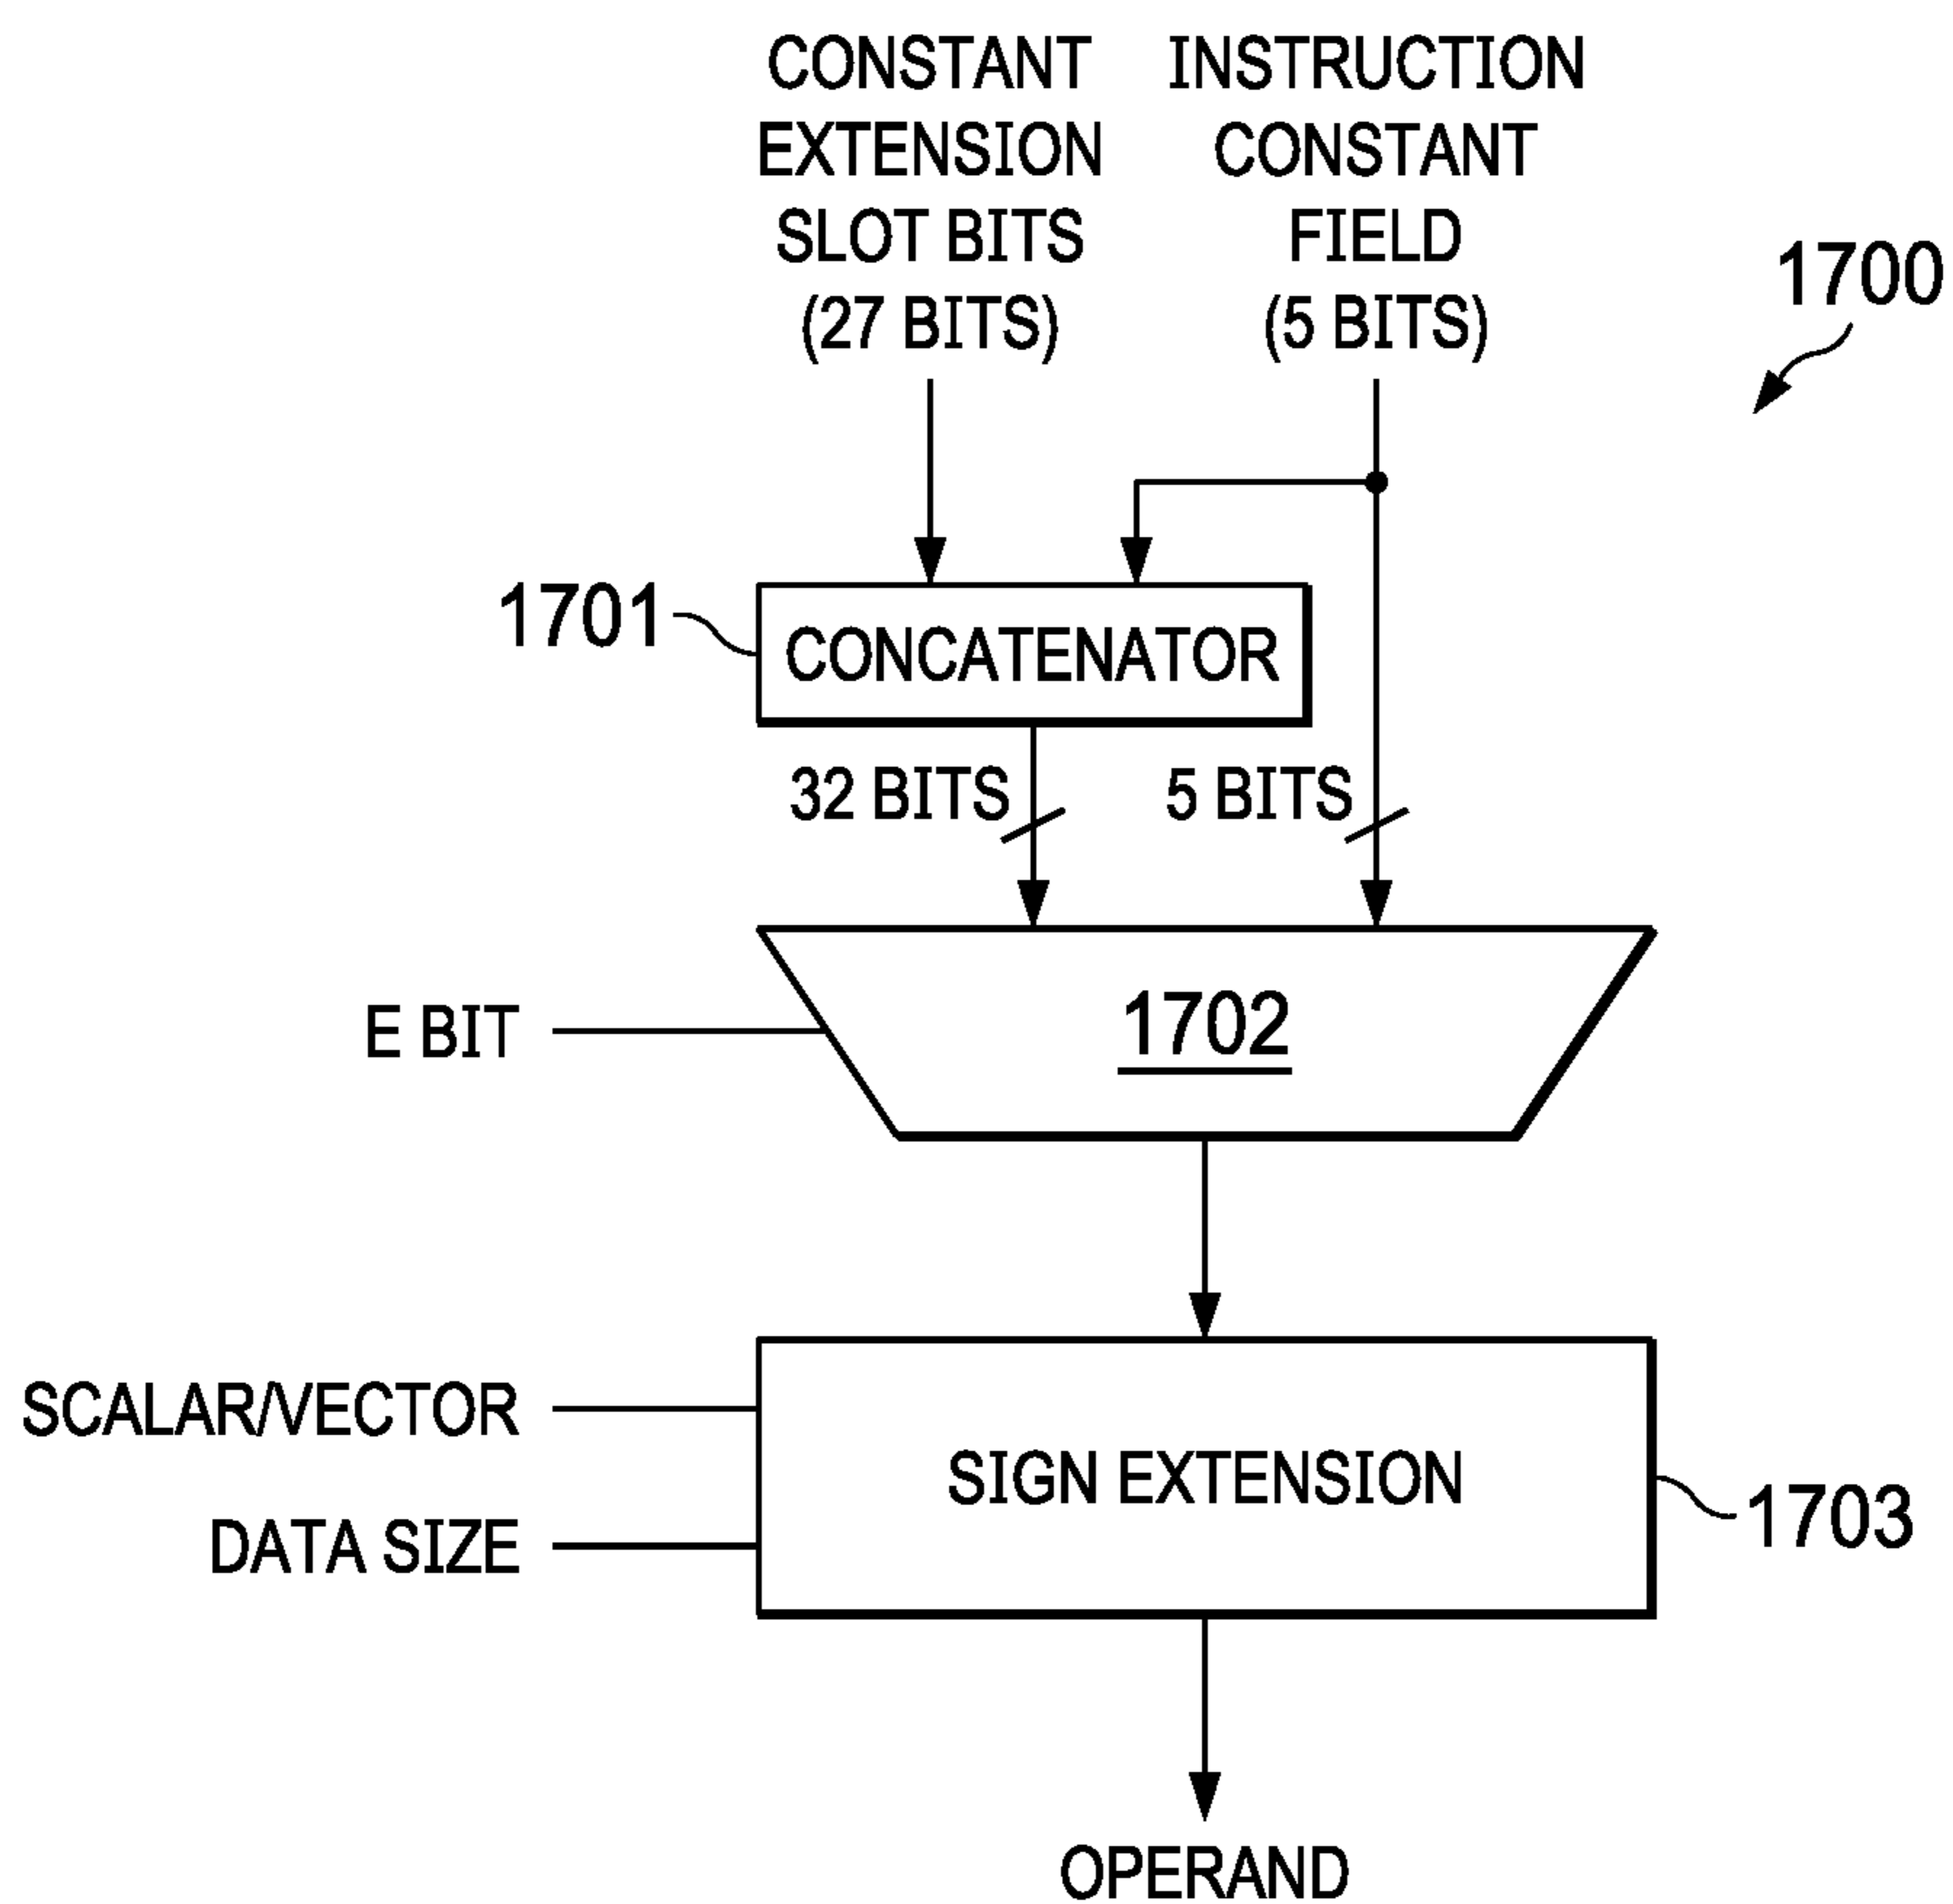 CONSTANT
EXTENSION
SLOT BITS
(27 BITS)
INSTRUCTION
CONSTANT
FIELD
(5 BITS)
1700
1701
CONCATENATOR
32 BITS
5 BITS
E BIT
1702
SCALAR/VECTOR
DATA SIZE
SIGN EXTENSION
1703
OPERAND